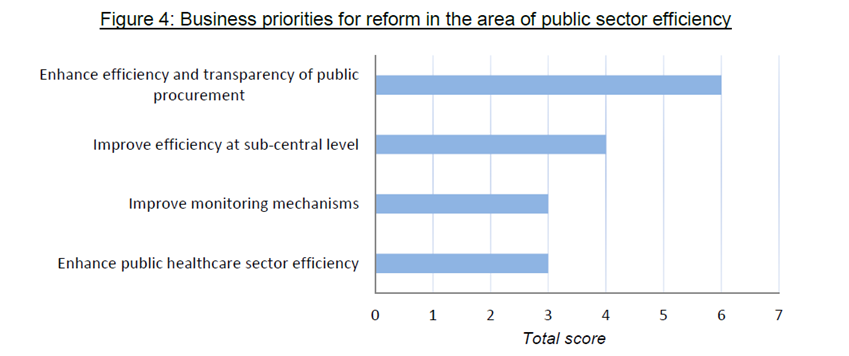 Figure 4: Business priorities for reform in the area of public sector efficiency
Enhance efficiency and transparency of public
procurement
Improve efficiency at sub-central level
Improve monitoring mechanisms
Enhance public healthcare sector efficiency
0 1 2 3 4 5 6 7
Total score